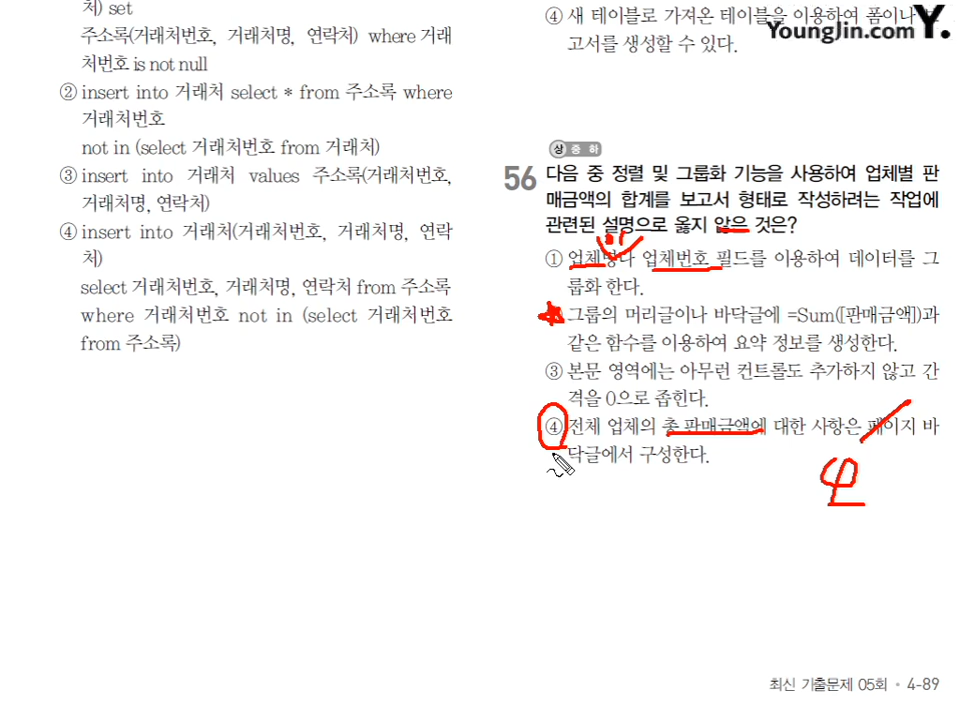 처) set
주소록(거래처번호, 거래처명, 연락처) where 거래
처번호 is not null
② insert into 거래처 select * from 주소록 where
거래처번호
not in (select 거래처번호 from 거래처)
③ insert into 거래처 values 주소록(거래처번호,
거래처명, 연락처)
④ insert into 거래처(거래처번호, 거래처명, 연락
처)
select 거래처번호, 거래처명, 연락처 from 주소록
where 거래처번호 not in (select 거래처번호
from 주소록)
④ 새 테이블로 가져온 테이블을 이용하여 폼이나 보
고서를 생성할 수 있다.
YoungJin.com Y.
상 중 하
56 다음 중 정렬 및 그룹화 기능을 사용하여 업체별 판
매금액의 합계를 보고서 형태로 작성하려는 작업에
관련된 설명으로 옳지 않은 것은?
① 업체명나 업체번호 필드를 이용하여 데이터를 그
룹화 한다.
그룹의 머리글이나 바닥글에 =Sum([판매금액])과
같은 함수를 이용하여 요약 정보를 생성한다.
③ 본문 영역에는 아무런 컨트롤도 추가하지 않고 간
격을 0으로 좁힌다.
④ 전체 업체의 총 판매금액에 대한 사항은 페이지 바
닥글에서 구성한다.
최신 기출문제 05회 • 4-89